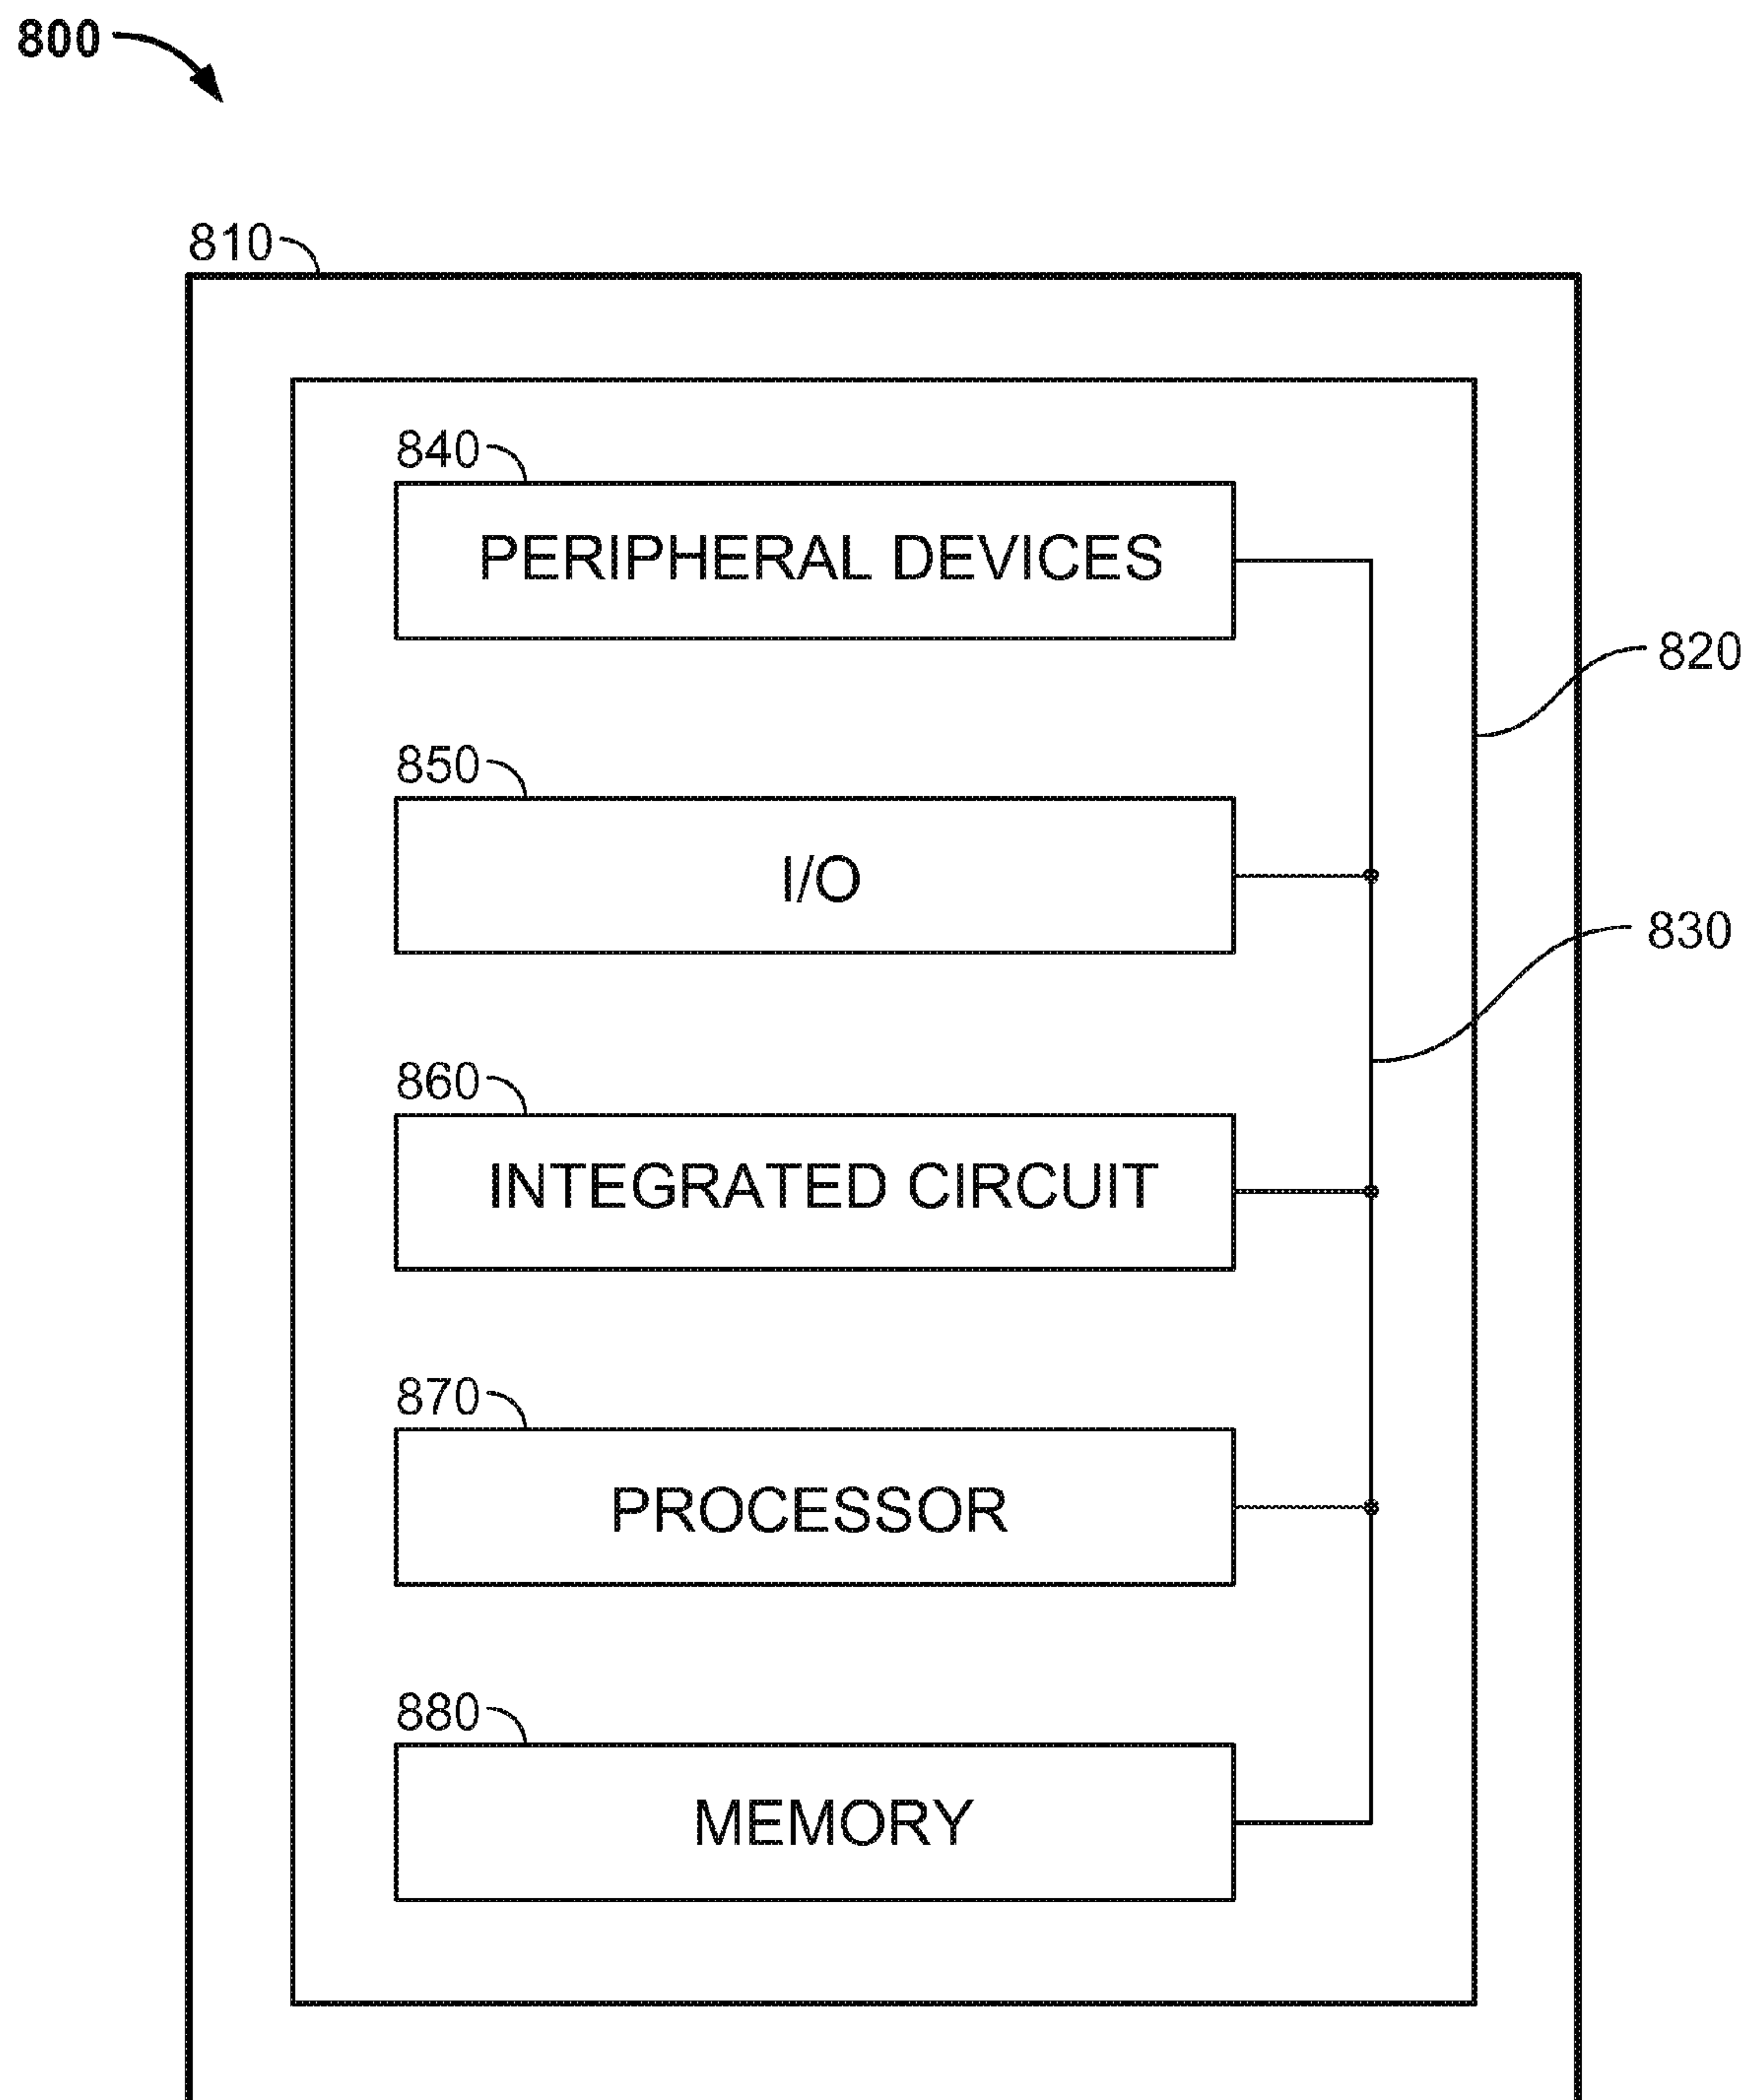 800
810
840
PERIPHERAL DEVICES
820
850
I/O
830
860
INTEGRATED CIRCUIT
870
PROCESSOR
880
MEMORY